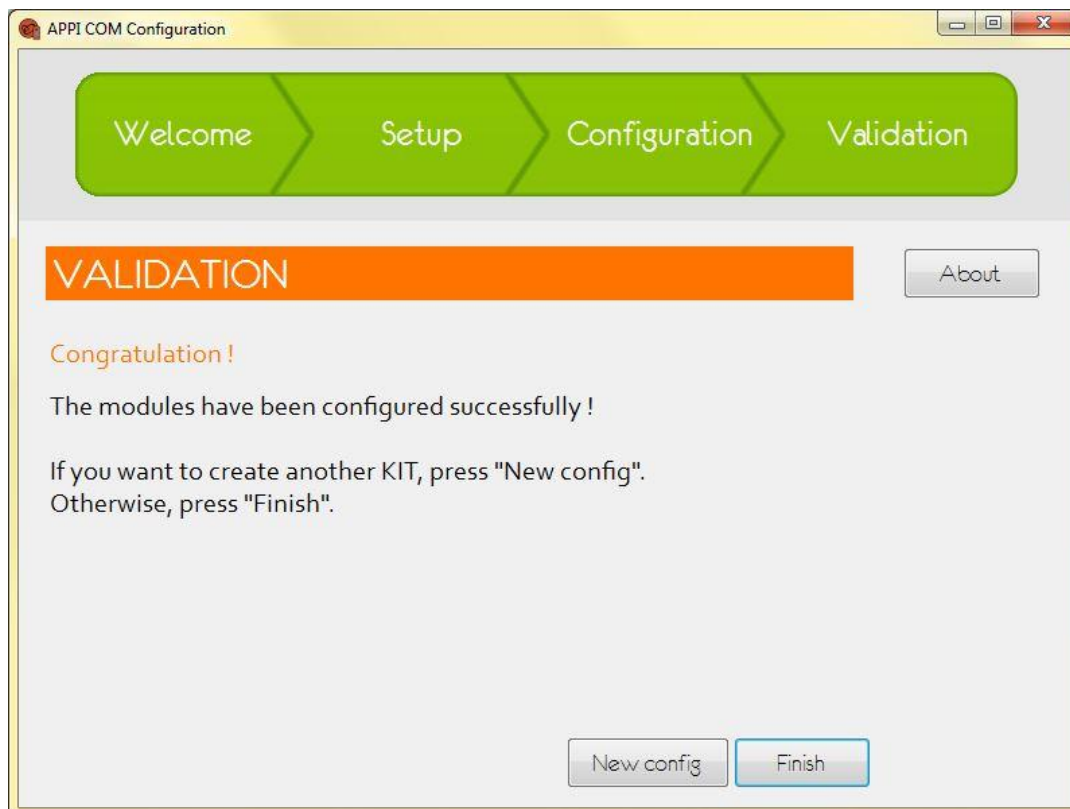 APPI COM Configuration
Welcome Setup Configuration Validation
VALIDATION
About
Congratulation !
The modules have been configured successfully !
If you want to create another KIT, press "New config".
Otherwise, press "Finish".
New config Finish